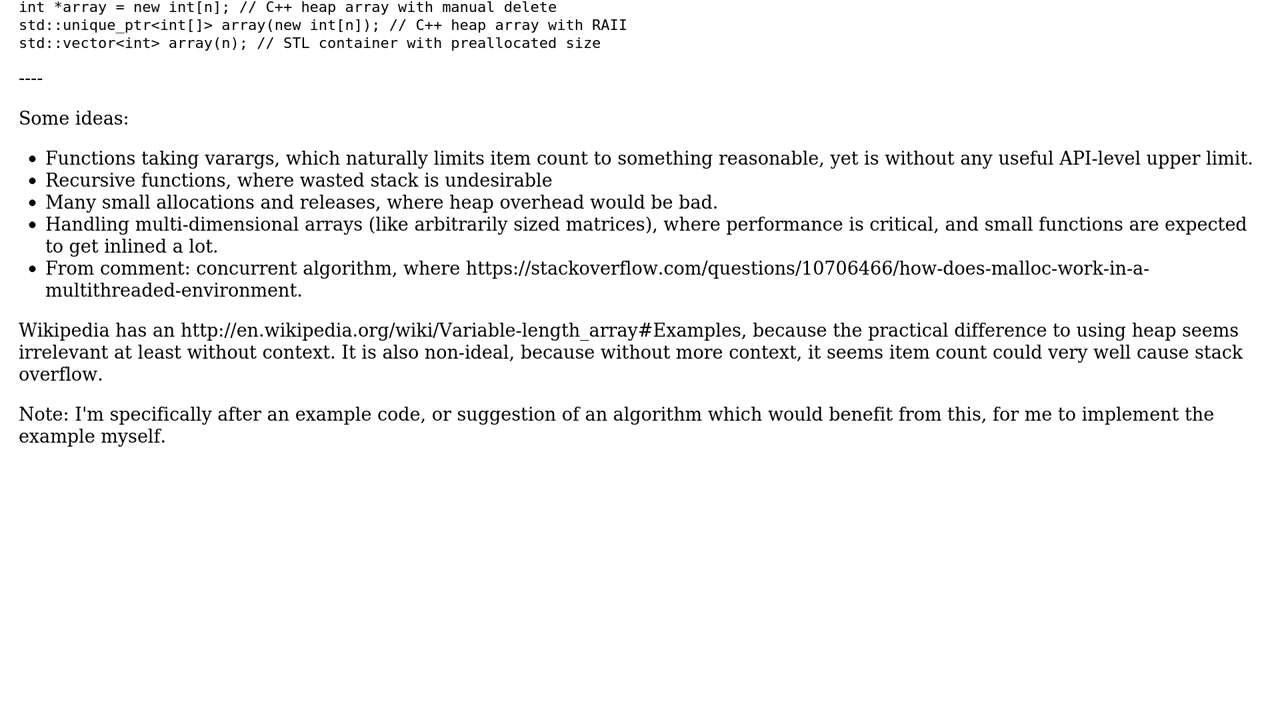 int *array = new int[n]; // C++ heap array with manual delete
std::unique_ptr<int[]> array(new int[n]); // C++ heap array with RAII
std::vector<int> array(n); // STL container with preallocated size
----
Some ideas:
• Functions taking varargs, which naturally limits item count to something reasonable, yet is without any useful API-level upper limit.
• Recursive functions, where wasted stack is undesirable
• Many small allocations and releases, where heap overhead would be bad.
• Handling multi-dimensional arrays (like arbitrarily sized matrices), where performance is critical, and small functions are expected
to get inlined a lot.
• From comment: concurrent algorithm, where https://stackoverflow.com/questions/10706466/how-does-malloc-work-in-a-
multithreaded-environment.
Wikipedia has an http://en.wikipedia.org/wiki/Variable-length_array#Examples, because the practical difference to using heap seems
irrelevant at least without context. It is also non-ideal, because without more context, it seems item count could very well cause stack
overflow.
Note: I'm specifically after an example code, or suggestion of an algorithm which would benefit from this, for me to implement the
example myself.